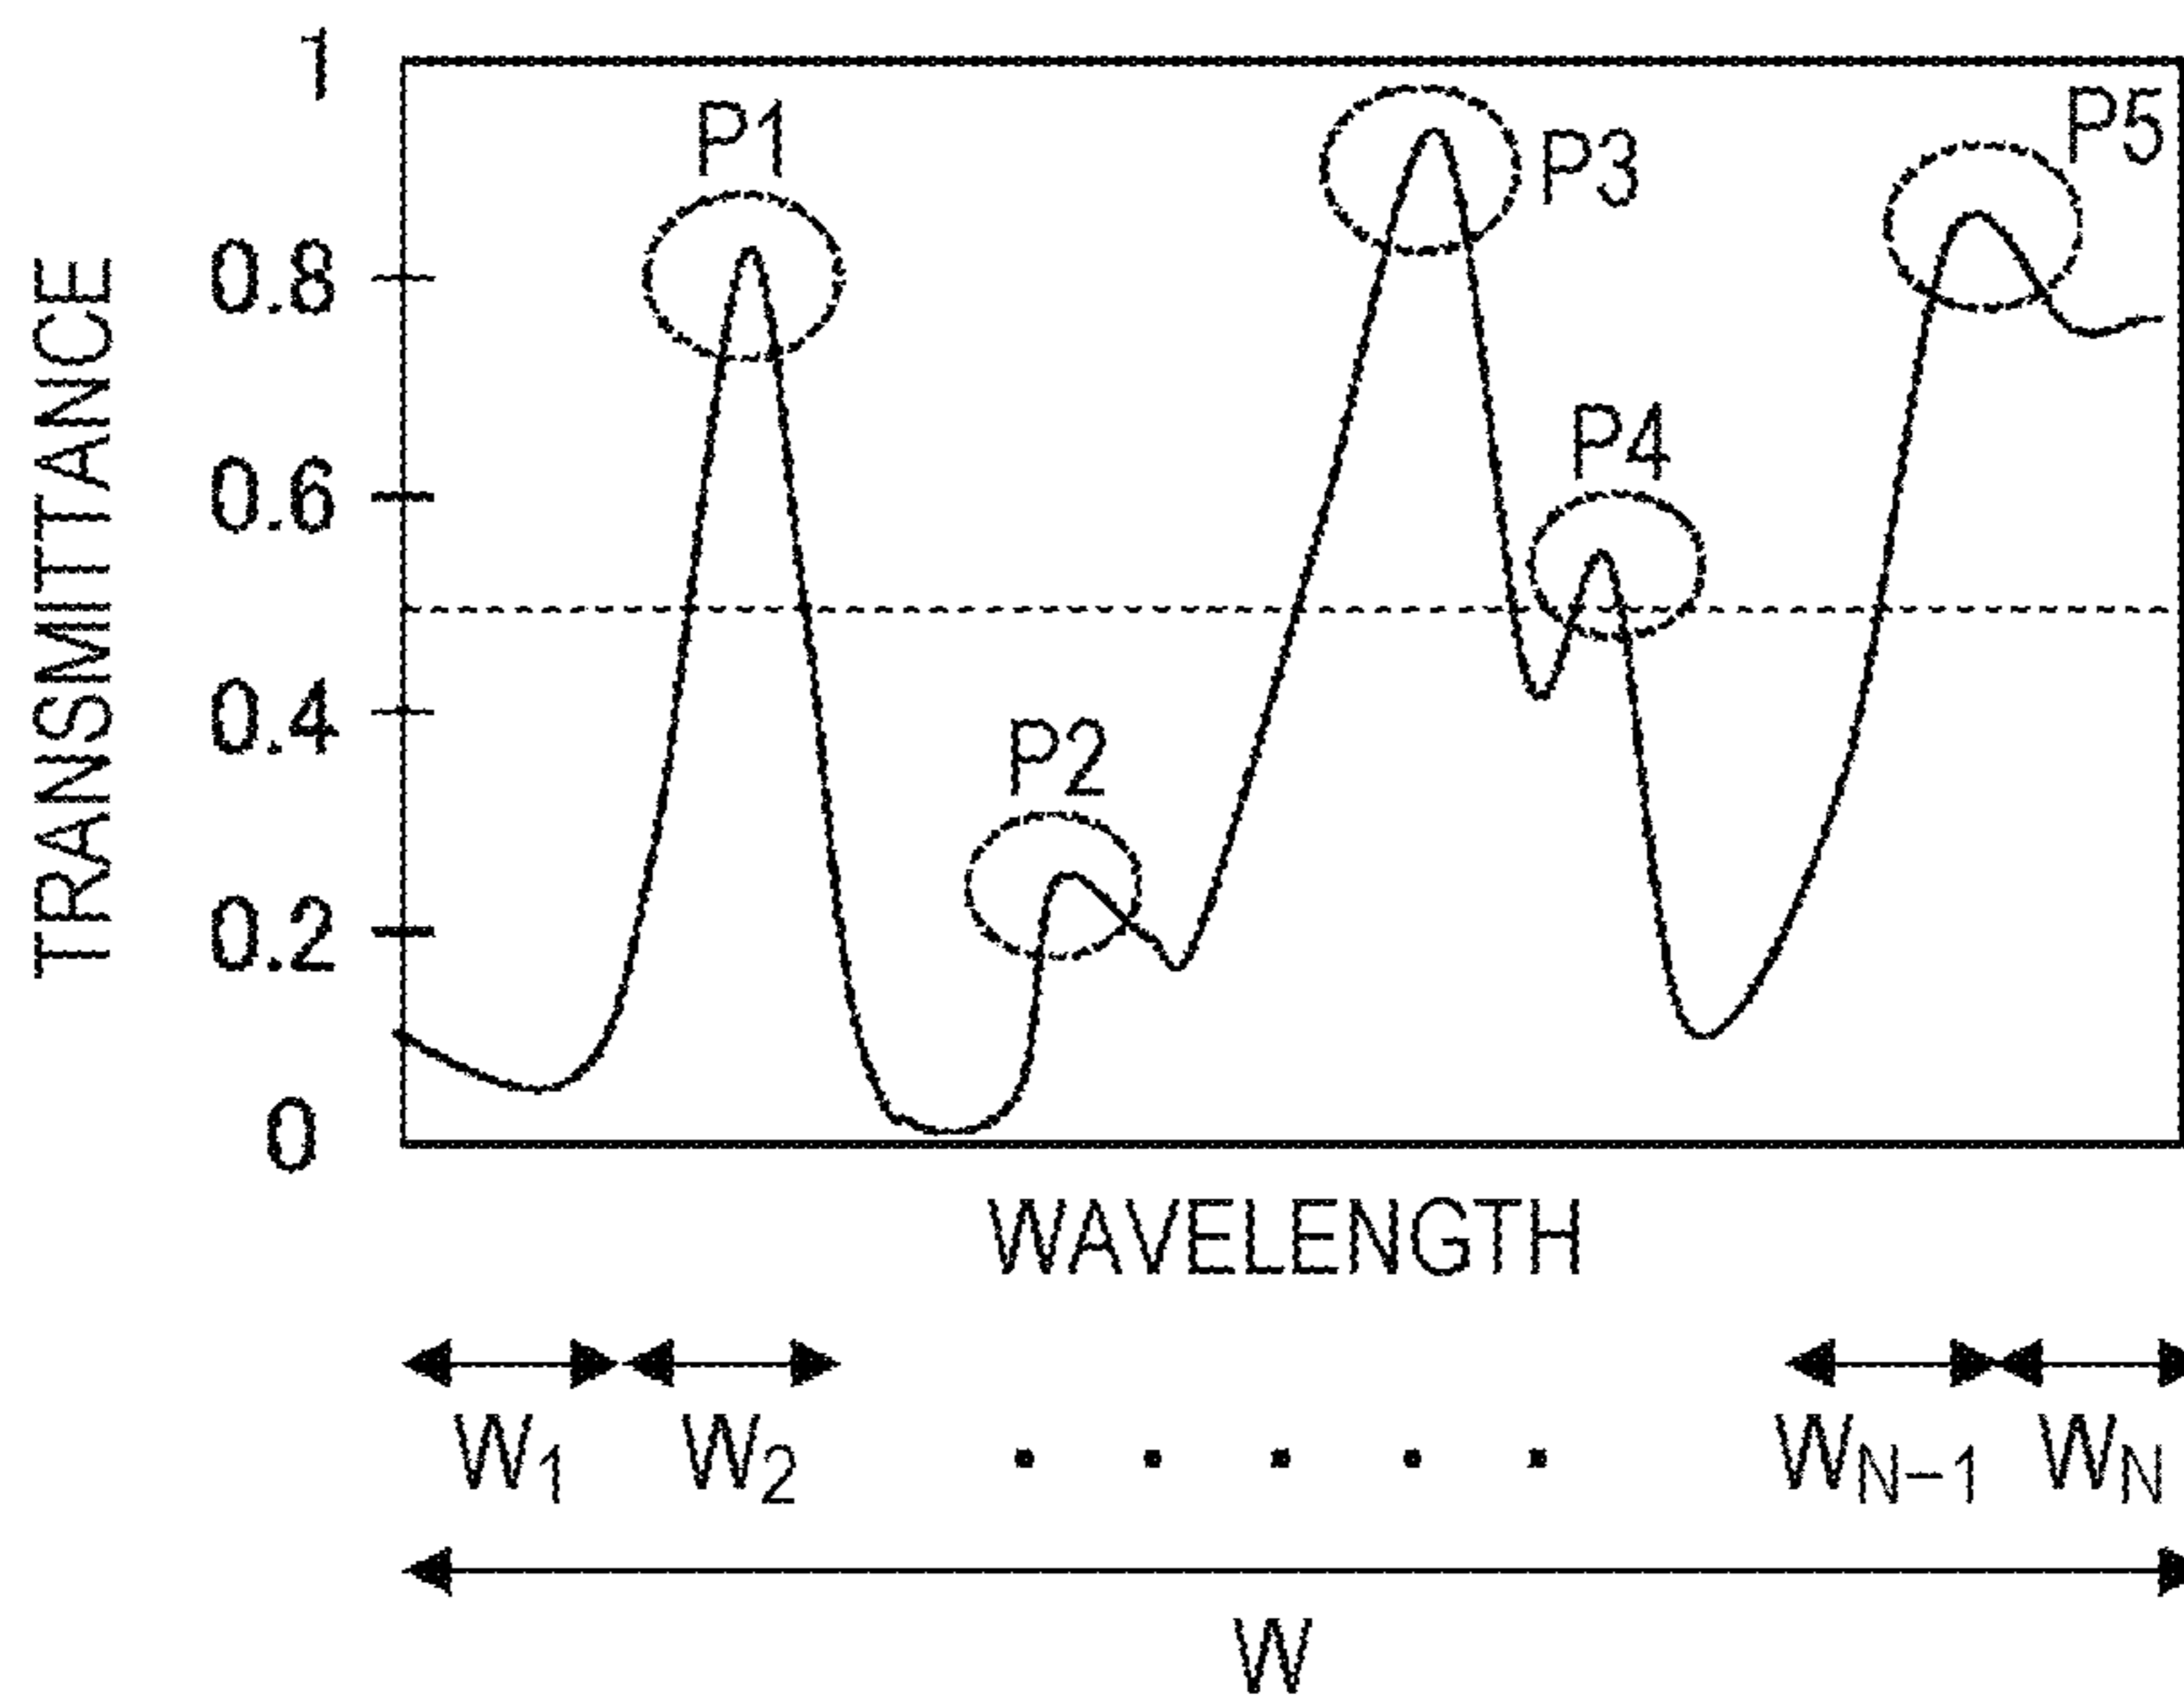 1
P1
P3
P5
0.8
0.6
P4
0.4
P2
0.2
0
TRANSMITTANCE
WAVELENGTH
W1 W2 . . . . . WN-1 WN
W